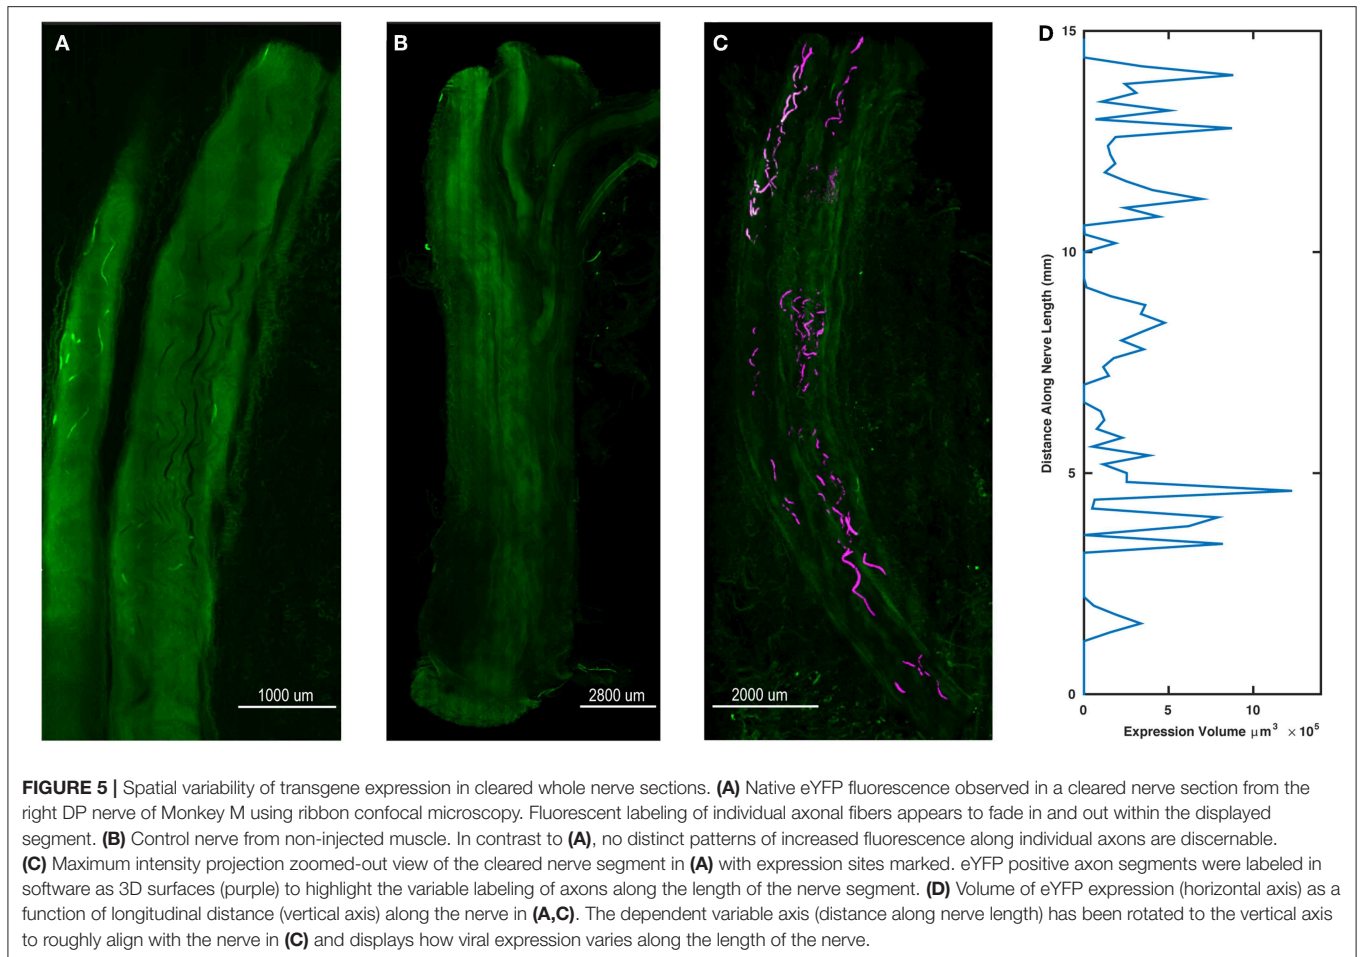 A
B
C
D
1000 um
2800 um
2000 um
15
10
5
0
Distance Along Nerve Length (mm)
0
5
10
Expression Volume μm³ × 10⁵
FIGURE 5 | Spatial variability of transgene expression in cleared whole nerve sections. (A) Native eYFP fluorescence observed in a cleared nerve section from the
right DP nerve of Monkey M using ribbon confocal microscopy. Fluorescent labeling of individual axonal fibers appears to fade in and out within the displayed
segment. (B) Control nerve from non-injected muscle. In contrast to (A), no distinct patterns of increased fluorescence along individual axons are discernable.
(C) Maximum intensity projection zoomed-out view of the cleared nerve segment in (A) with expression sites marked. eYFP positive axon segments were labeled in
software as 3D surfaces (purple) to highlight the variable labeling of axons along the length of the nerve segment. (D) Volume of eYFP expression (horizontal axis) as a
function of longitudinal distance (vertical axis) along the nerve in (A,C). The dependent variable axis (distance along nerve length) has been rotated to the vertical axis
to roughly align with the nerve in (C) and displays how viral expression varies along the length of the nerve.